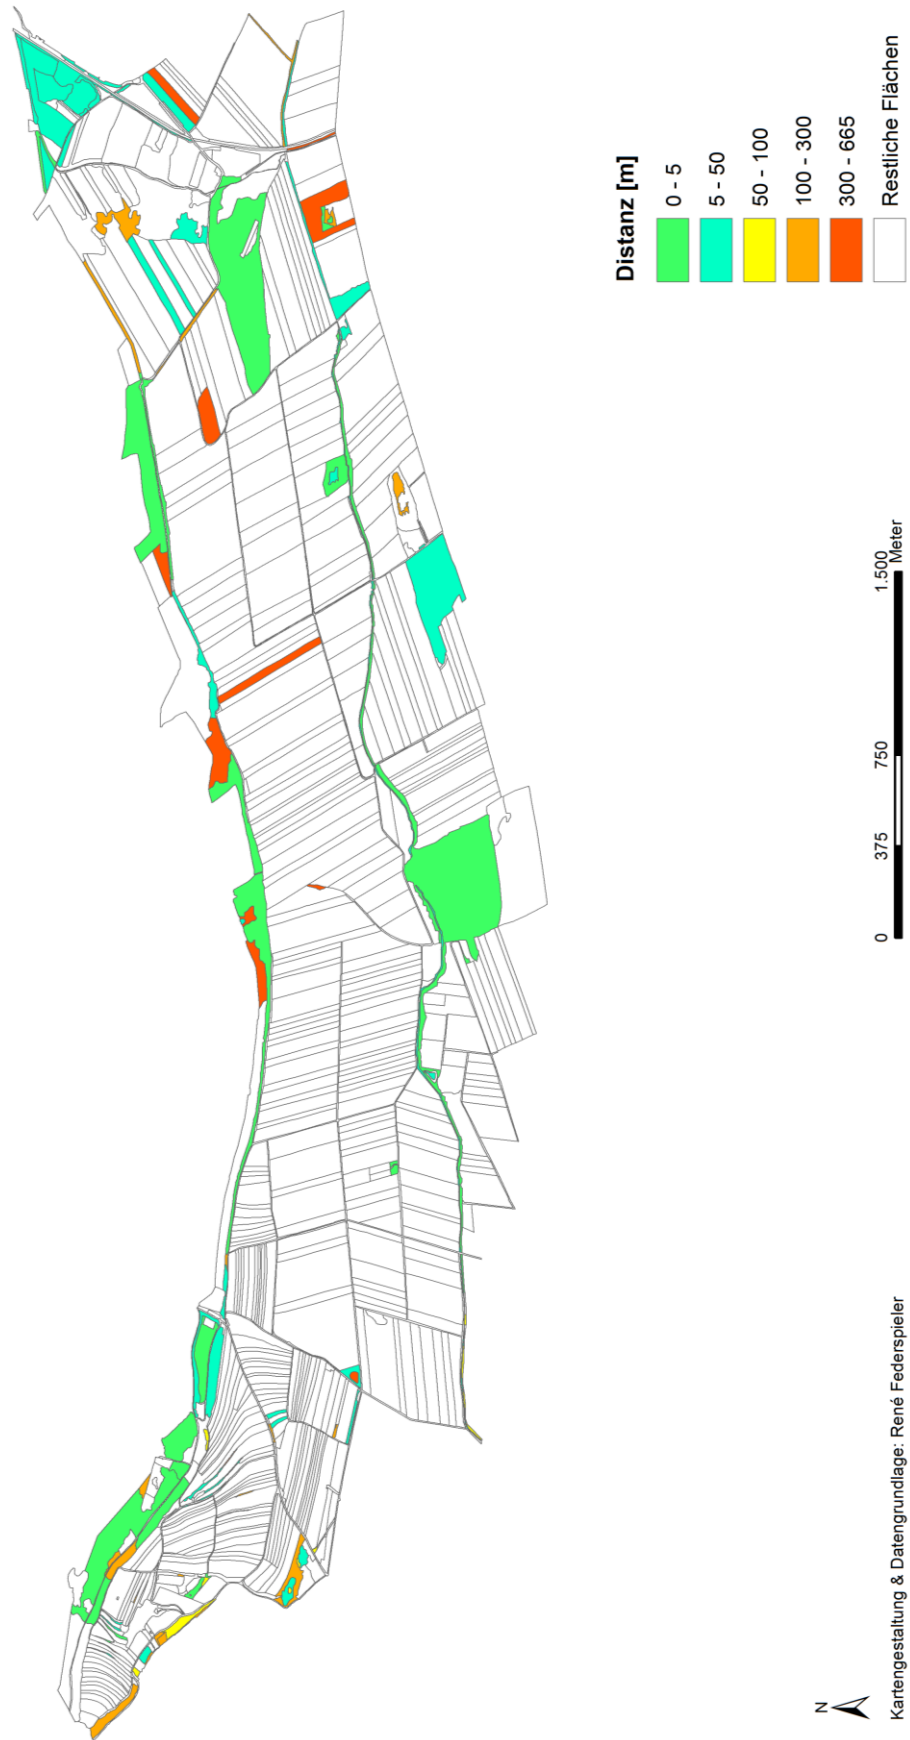 Distanz [m]
0 - 5
5 - 50
50 - 100
100 - 300
300 - 665
Restliche Flächen
0 375 750 1.500
Meter
N
Kartengestaltung & Datengrundlage: René Federspieler